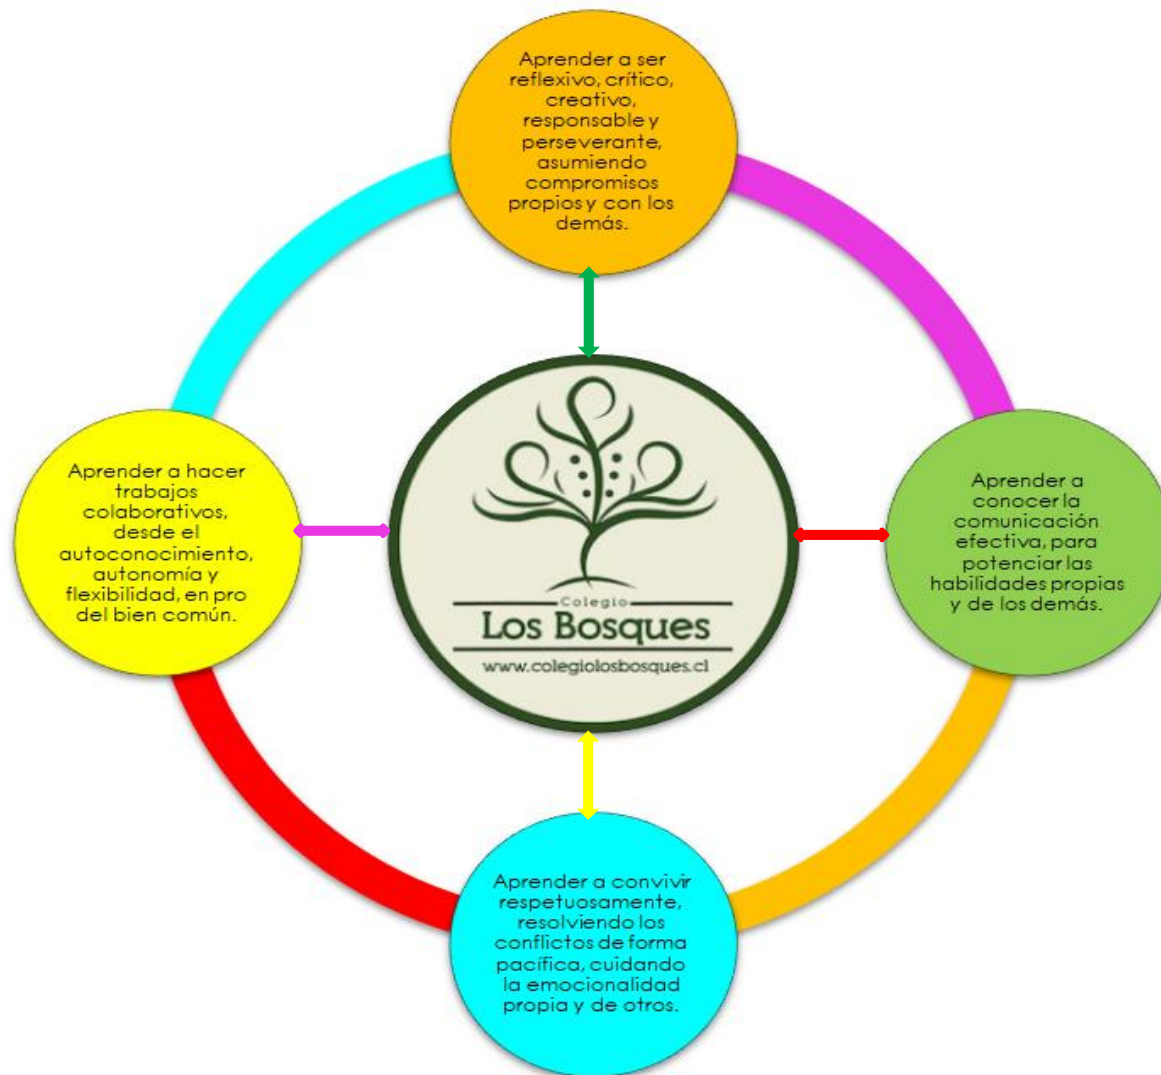 Aprender a ser
reflexivo, crítico,
creativo,
responsable y
perseverante,
asumiendo
compromisos
propios y con los
demás.
Aprender a hacer
trabajos
colaborativos,
desde el
autoconocimiento,
autonomía y
flexibilidad, en pro
del bien común.
Colegio
Los Bosques
www.colegiolosbosques.cl
Aprender a
conocer la
comunicación
efectiva, para
potenciar las
habilidades propias
y de los demás.
Aprender a convivir
respetuosamente,
resolviendo los
conflictos de forma
pacífica, cuidando
la emocionalidad
propia y de otros.